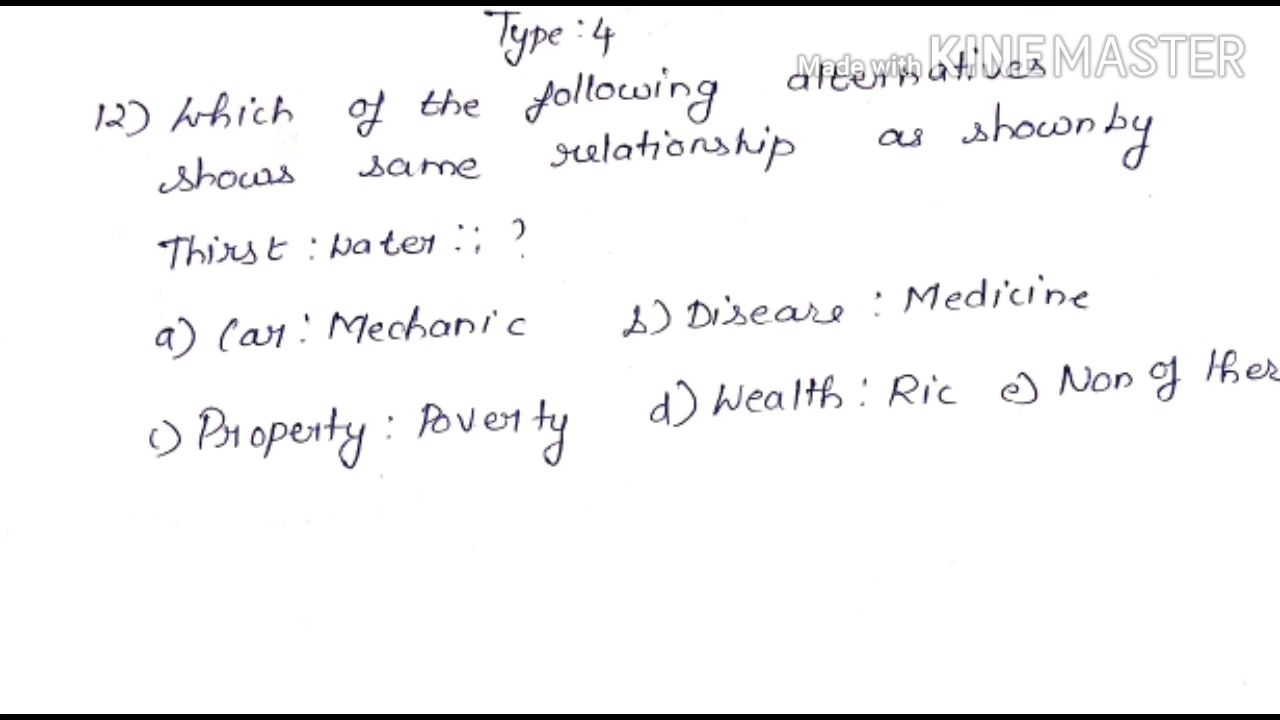 Type : 4
Made with KINEMASTER
12) Which of the following alternatives
shows same relationship as shown by
Thirst : Water :: ?
a) Car : Mechanic b) Disease : Medicine
c) Property : Poverty d) Wealth : Ric e) Non of thes